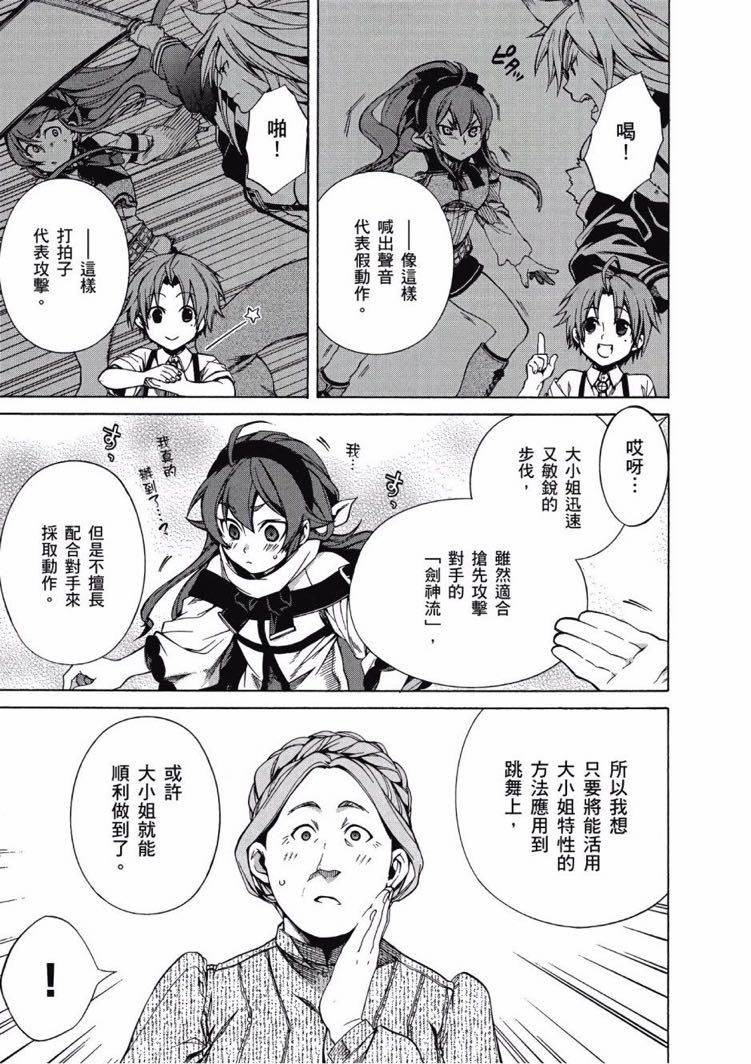 喝！
ピタッ
——像這樣
喊出聲音
代表假動作。
啪！
——這樣
打拍子
代表攻擊。
哎呀…
大小姐迅速
又敏銳的
步伐，
雖然適合
搶先攻擊
對手的
「劍神流」，
我…
我真的
辦到了…？
す、
す、
但是不擅長
配合對手來
採取動作。
所以我想
只要將能活用
大小姐特性的
方法應用到
跳舞上，
或許
大小姐就能
順利做到了。
！